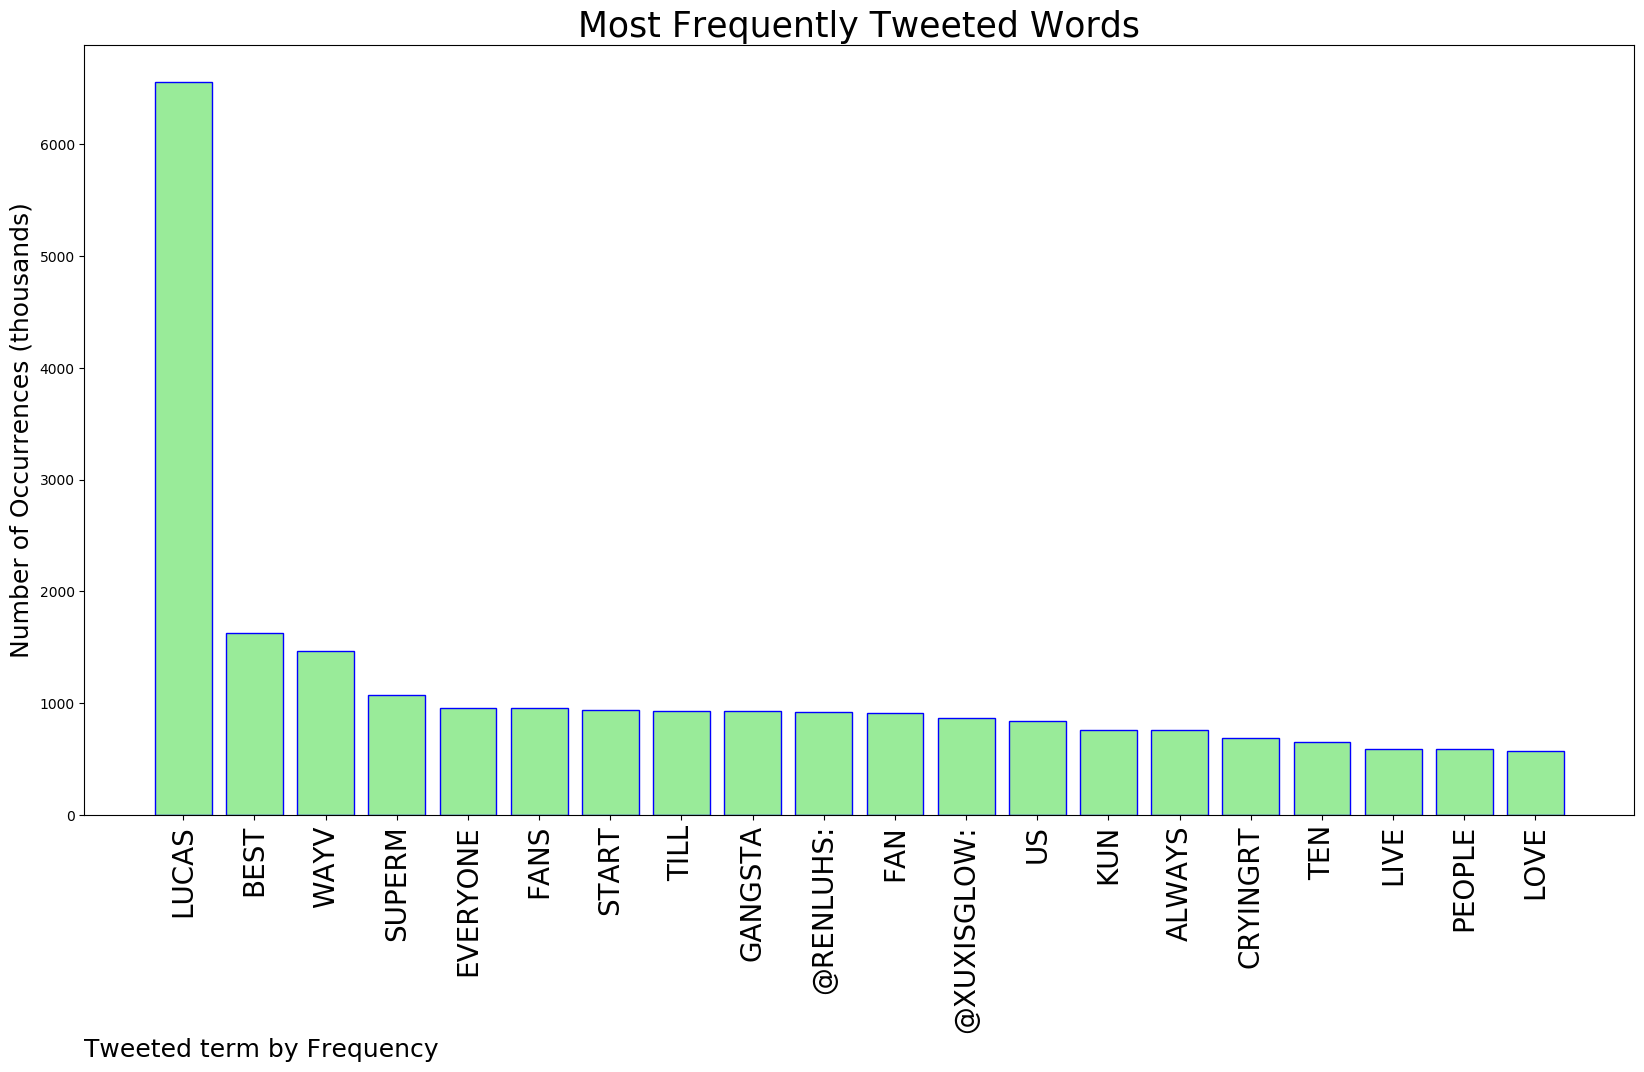 Most Frequently Tweeted Words
Number of Occurrences (thousands)
6000
5000
4000
3000
2000
1000
0
LUCAS
BEST
WAYV
SUPERM
EVERYONE
FANS
START
TILL
GANGSTA
@RENLUHS:
FAN
@XUXISGLOW:
US
KUN
ALWAYS
CRYINGRT
TEN
LIVE
PEOPLE
LOVE
Tweeted term by Frequency